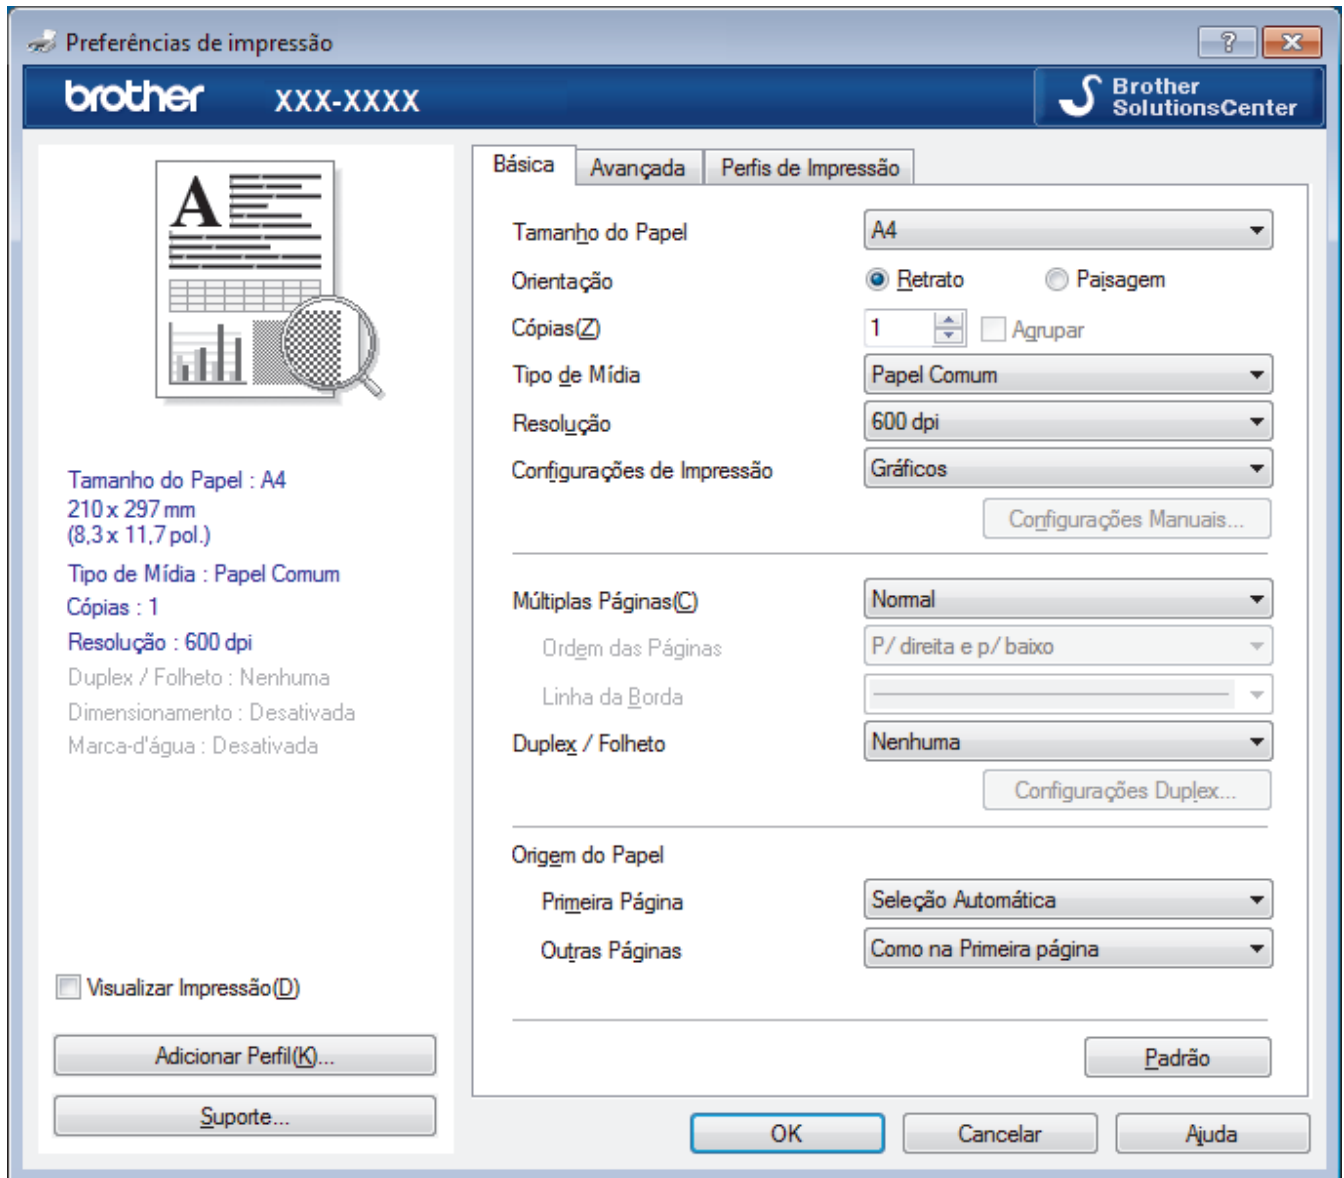 Preferências de impressão
brother XXX-XXXX
Brother
SolutionsCenter
A
Tamanho do Papel : A4
210 x 297 mm
(8,3 x 11,7 pol.)
Tipo de Mídia : Papel Comum
Cópias : 1
Resolução : 600 dpi
Duplex / Folheto : Nenhuma
Dimensionamento : Desativada
Marca-d'água : Desativada
Visualizar Impressão(D)
Adicionar Perfil(K)...
Suporte...
Básica Avançada Perfis de Impressão
Tamanho do Papel A4
Orientação Retrato Paisagem
Cópias(Z) 1 Agrupar
Tipo de Mídia Papel Comum
Resolução 600 dpi
Configurações de Impressão Gráficos
Configurações Manuais...
Múltiplas Páginas(C) Normal
Ordem das Páginas P/ direita e p/ baixo
Linha da Borda
Duplex / Folheto Nenhuma
Configurações Duplex...
Origem do Papel
Primeira Página Seleção Automática
Outras Páginas Como na Primeira página
Padrão
OK Cancelar Ajuda